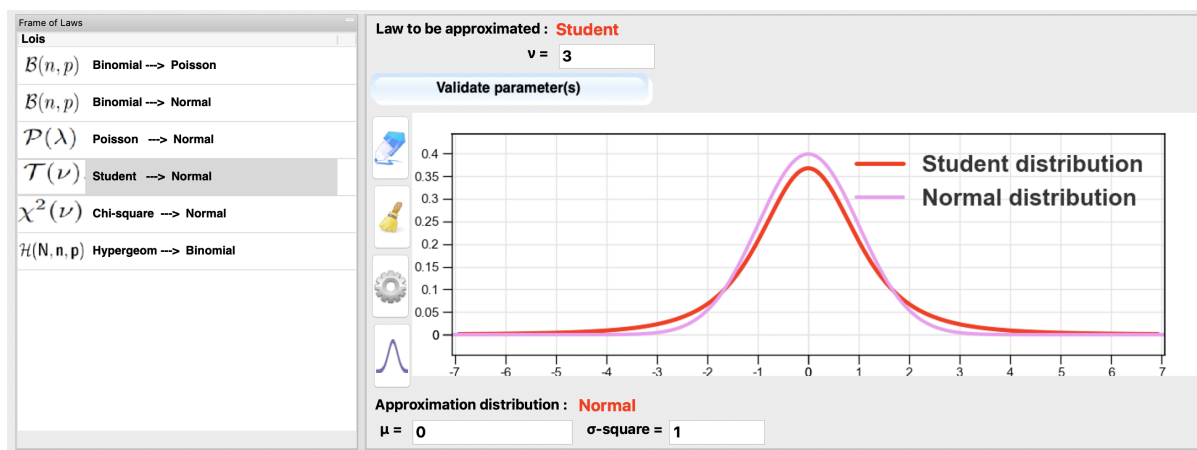 Frame of Laws
Lois
B(n, p) Binomial ---> Poisson
B(n, p) Binomial ---> Normal
P(λ) Poisson ---> Normal
T(ν) Student ---> Normal
χ²(ν) Chi-square ---> Normal
H(N, n, p) Hypergeom ---> Binomial
Law to be approximated : Student
ν = 3
Validate parameter(s)
0.4
0.35
0.3
0.25
0.2
0.15
0.1
0.05
0
Student distribution
Normal distribution
-7 -6 -5 -4 -3 -2 -1 0 1 2 3 4 5 6 7
Approximation distribution : Normal
μ = 0 σ-square = 1